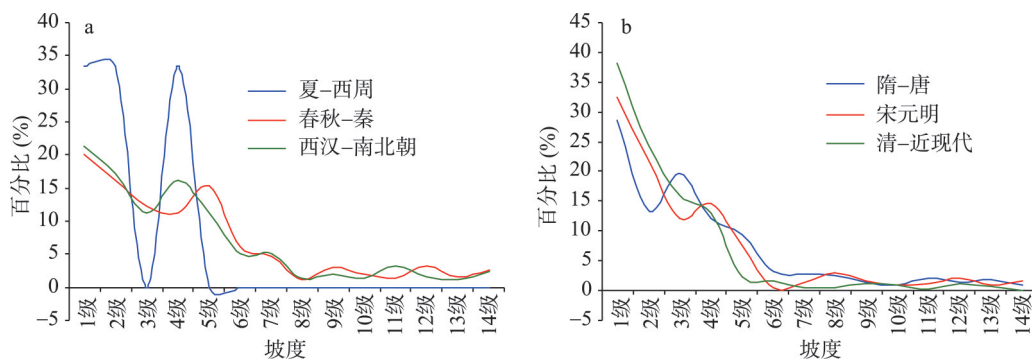 a
百分比 (%)
40
35
30
25
20
15
10
5
0
−5
夏–西周
春秋–秦
西汉–南北朝
1级
2级
3级
4级
5级
6级
7级
8级
9级
10级
11级
12级
13级
14级
坡度
b
百分比 (%)
45
40
35
30
25
20
15
10
5
0
−5
隋–唐
宋元明
清–近现代
1级
2级
3级
4级
5级
6级
7级
8级
9级
10级
11级
12级
13级
14级
坡度